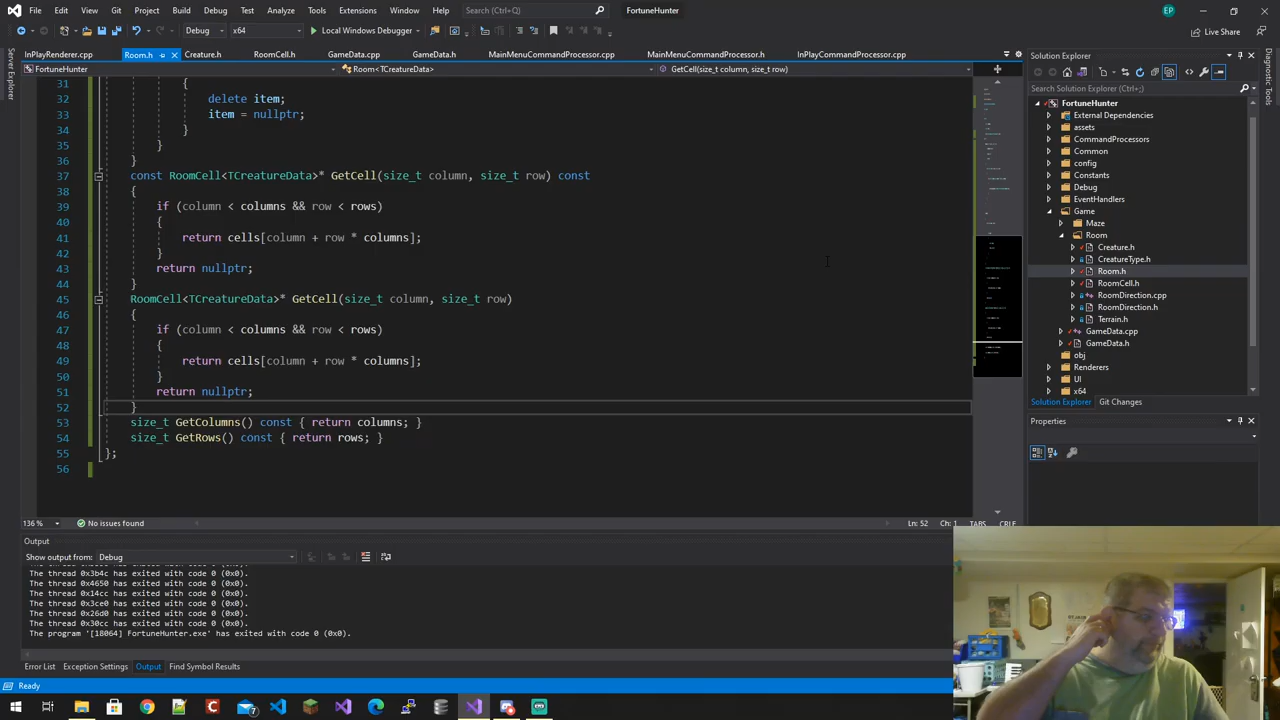 File Edit View Git Project Build Debug Test Analyze Tools Extensions Window Help Search (Ctrl+Q) FortuneHunter EP
Debug x64 Local Windows Debugger Live Share
InPlayRenderer.cpp Room.h Creature.h RoomCell.h GameData.cpp GameData.h MainMenuCommandProcessor.cpp MainMenuCommandProcessor.h InPlayCommandProcessor.cpp
FortuneHunter Room<TCreatureData> GetCell(size_t column, size_t row)
31 {
32 delete item;
33 item = nullptr;
34 }
35 }
36 }
37 const RoomCell<TCreatureData>* GetCell(size_t column, size_t row) const
38 {
39 if (column < columns && row < rows)
40 {
41 return cells[column + row * columns];
42 }
43 return nullptr;
44 }
45 RoomCell<TCreatureData>* GetCell(size_t column, size_t row)
46 {
47 if (column < columns && row < rows)
48 {
49 return cells[column + row * columns];
50 }
51 return nullptr;
52 }
53 size_t GetColumns() const { return columns; }
54 size_t GetRows() const { return rows; }
55 };
56
136 % No issues found Ln: 52 Ch: 1 TABS CRLF
Output
Show output from: Debug
The thread 0x3b4c has exited with code 0 (0x0).
The thread 0x4650 has exited with code 0 (0x0).
The thread 0x14cc has exited with code 0 (0x0).
The thread 0x3ce0 has exited with code 0 (0x0).
The thread 0x26d0 has exited with code 0 (0x0).
The thread 0x30cc has exited with code 0 (0x0).
The program '[18064] FortuneHunter.exe' has exited with code 0 (0x0).
Error List Exception Settings Output Find Symbol Results
Ready
Server Explorer
Solution Explorer
Search Solution Explorer (Ctrl+;)
FortuneHunter
External Dependencies
assets
CommandProcessors
Common
config
Constants
Debug
EventHandlers
Game
Maze
Room
Creature.h
CreatureType.h
Room.h
RoomCell.h
RoomDirection.cpp
RoomDirection.h
Terrain.h
GameData.cpp
GameData.h
obj
Renderers
UI
x64
Solution Explorer Git Changes
Properties
Diagnostic Tools